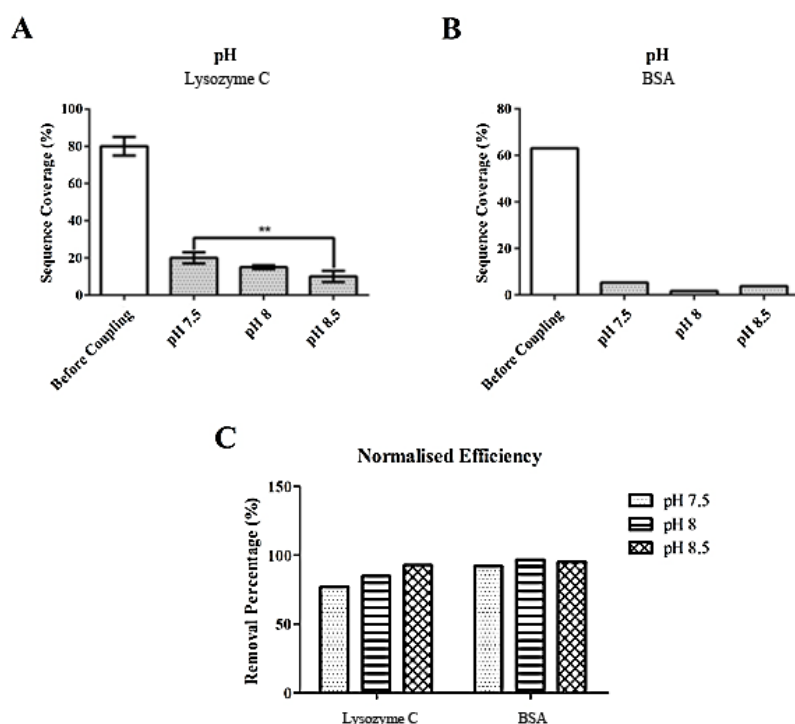 A
pH
Lysozyme C
Sequence Coverage (%)
100
80
60
40
20
0
**
Before Coupling
pH 7.5
pH 8
pH 8.5
B
pH
BSA
Sequence Coverage (%)
80
60
40
20
0
Before Coupling
pH 7.5
pH 8
pH 8.5
C
Normalised Efficiency
Removal Percentage (%)
150
100
50
0
Lysozyme C
BSA
pH 7.5
pH 8
pH 8.5